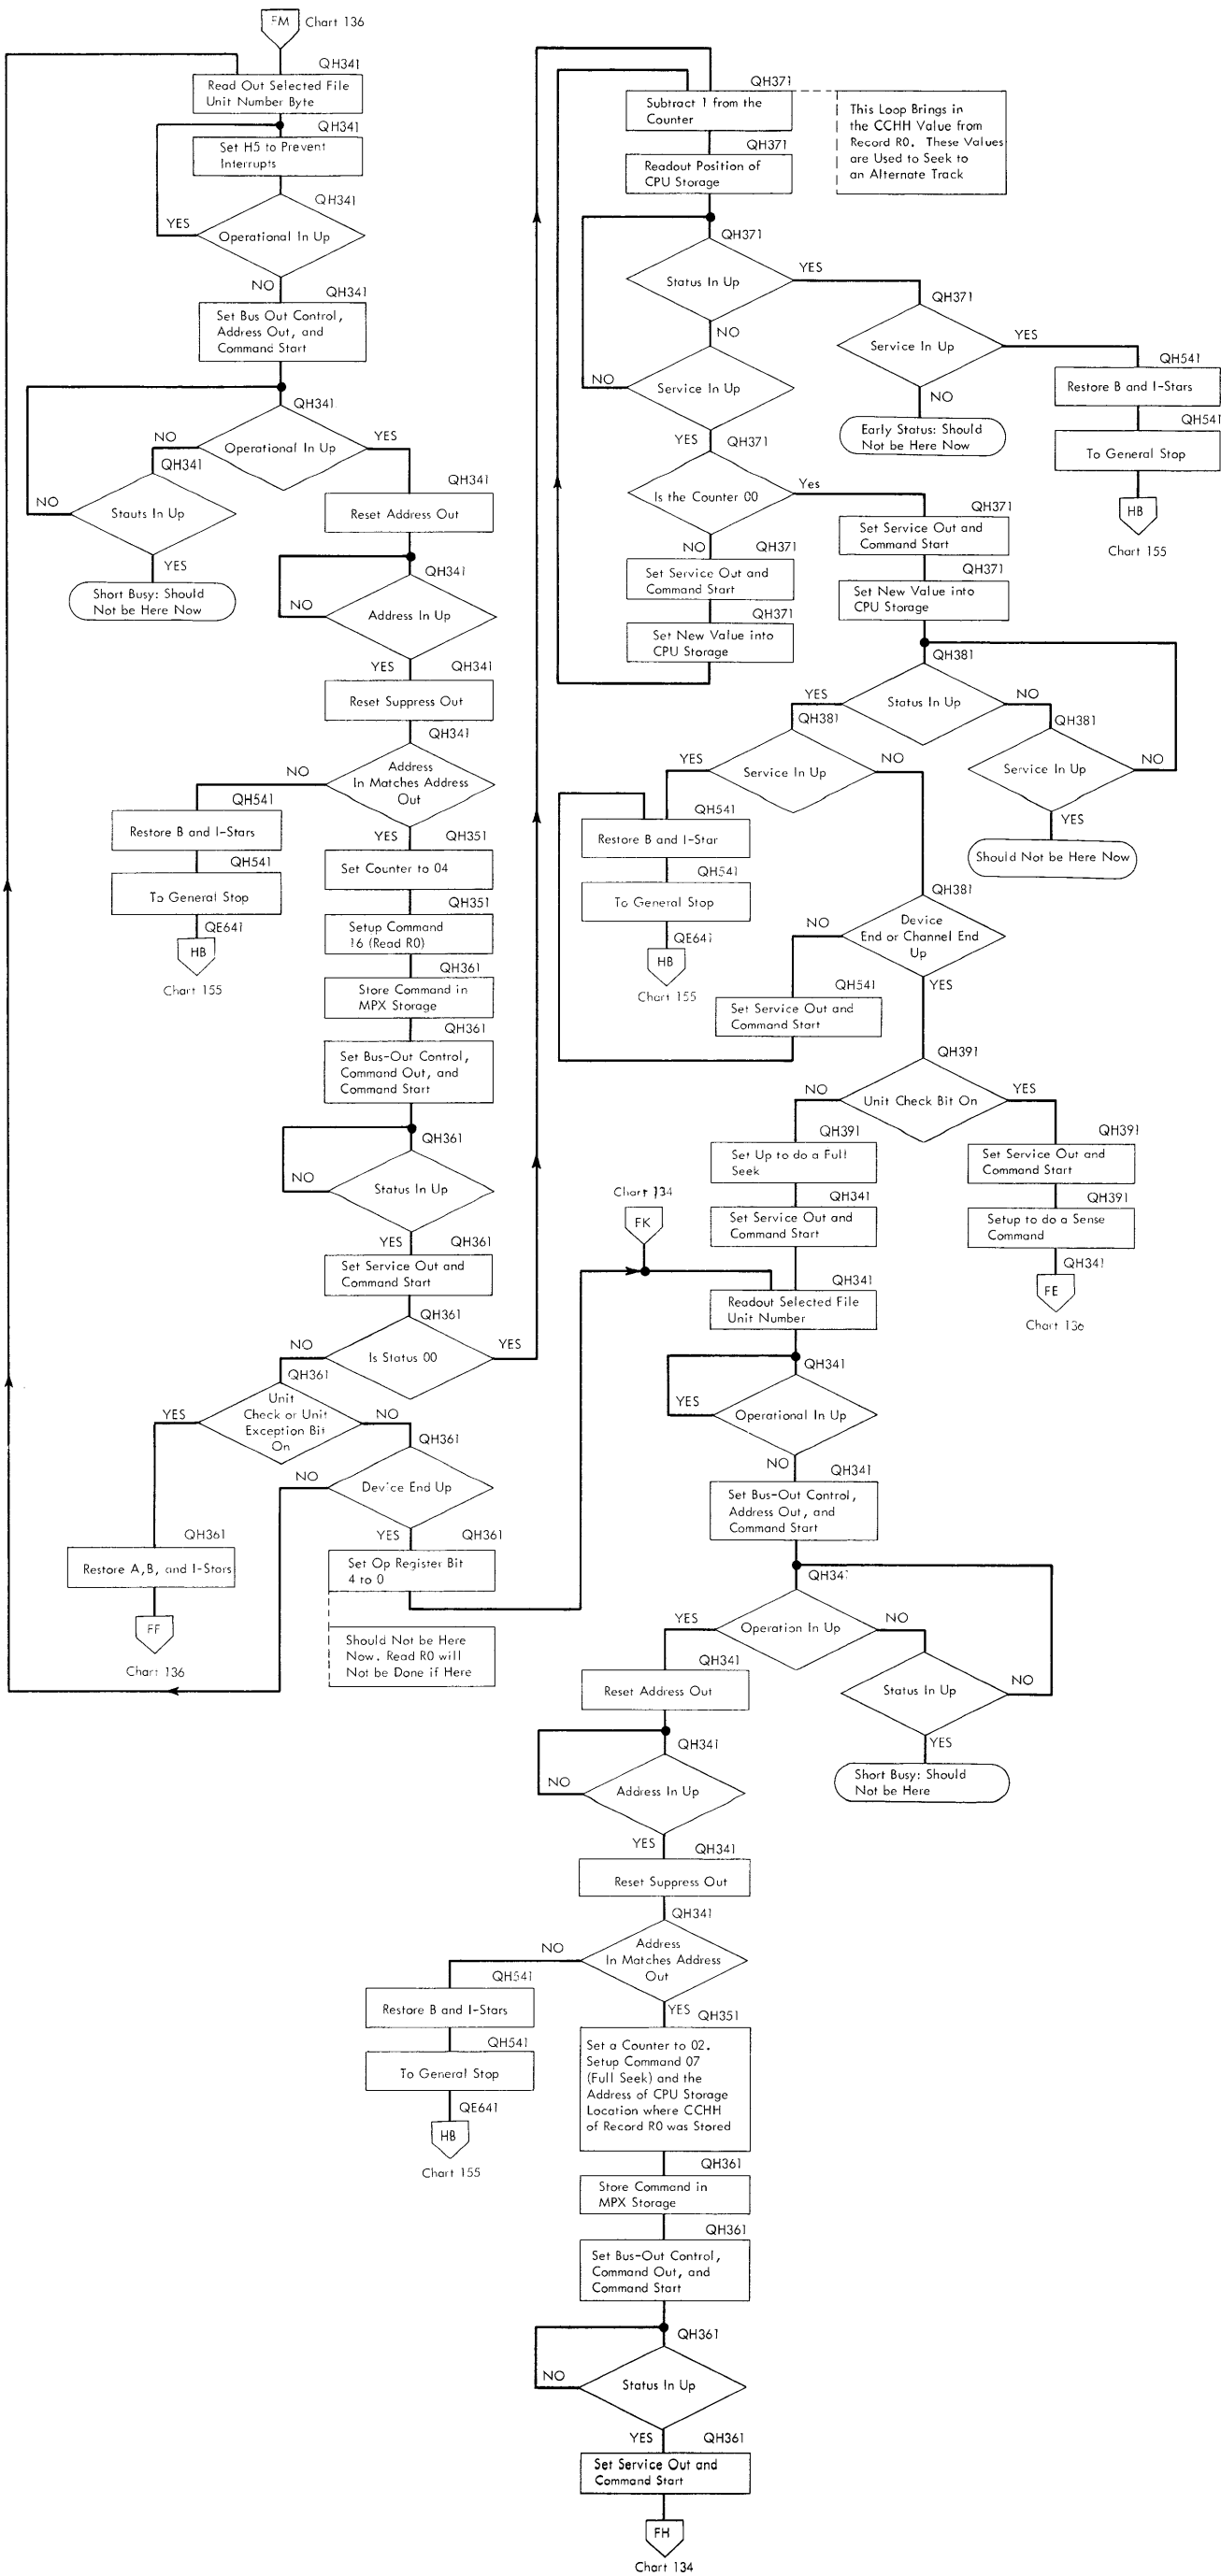 FM
Chart 136
QH341
Read Out Selected File
Unit Number Byte
QH341
Set H5 to Prevent
Interrupts
QH341
YES
Operational In Up
NO
QH341
Set Bus Out Control,
Address Out, and
Command Start
QH341
NO
Operational In Up
YES
QH341
NO
Stauts In Up
YES
Short Busy: Should
Not be Here Now
QH341
Reset Address Out
QH341
NO
Address In Up
YES
QH341
Reset Suppress Out
QH341
NO
Address
In Matches Address
Out
QH541
Restore B and I-Stars
QH541
To General Stop
QE641
HB
Chart 155
YES
QH351
Set Counter to 04
QH351
Setup Command
16 (Read R0)
QH361
Store Command in
MPX Storage
QH361
Set Bus-Out Control,
Command Out, and
Command Start
QH361
NO
Status In Up
YES
QH361
Set Service Out and
Command Start
QH361
NO
Is Status 00
YES
QH361
YES
Unit
Check or Unit
Exception Bit
On
NO
QH361
NO
Device End Up
YES
QH361
Set Op Register Bit
4 to 0
QH361
Restore A,B, and I-Stars
FF
Chart 136
Should Not be Here
Now. Read R0 will
Not be Done if Here
QH371
Subtract 1 from the
Counter
This Loop Brings in
the CCHH Value from
Record R0. These Values
are Used to Seek to
an Alternate Track
QH371
Readout Position of
CPU Storage
QH371
Status In Up
YES
NO
QH371
Service In Up
YES
NO
Early Status: Should
Not be Here Now
QH541
Restore B and I-Stars
QH541
To General Stop
HB
Chart 155
NO
Service In Up
YES
QH371
Is the Counter 00
Yes
NO
QH371
Set Service Out and
Command Start
QH371
Set New Value into
CPU Storage
QH371
Set Service Out and
Command Start
QH371
Set New Value into
CPU Storage
QH381
YES
Status In Up
NO
QH381
Service In Up
NO
YES
Should Not be Here Now
QH381
YES
Service In Up
NO
QH541
Restore B and I-Star
QH541
To General Stop
QE641
HB
Chart 155
QH381
NO
Device
End or Channel End
Up
YES
QH541
Set Service Out and
Command Start
QH391
NO
Unit Check Bit On
YES
QH391
Set Up to do a Full
Seek
QH341
Set Service Out and
Command Start
QH391
Set Service Out and
Command Start
QH391
Setup to do a Sense
Command
QH341
FE
Chart 136
Chart 134
FK
QH341
Readout Selected File
Unit Number
QH341
YES
Operational In Up
NO
QH341
Set Bus-Out Control,
Address Out, and
Command Start
QH341
YES
Operation In Up
NO
Status In Up
NO
YES
Short Busy: Should
Not be Here
QH341
Reset Address Out
QH341
NO
Address In Up
YES
QH341
Reset Suppress Out
QH341
NO
Address
In Matches Address
Out
QH541
Restore B and I-Stars
QH541
To General Stop
QE641
HB
Chart 155
YES
QH351
Set a Counter to 02.
Setup Command 07
(Full Seek) and the
Address of CPU Storage
Location where CCHH
of Record R0 was Stored
QH361
Store Command in
MPX Storage
QH361
Set Bus-Out Control,
Command Out, and
Command Start
QH361
NO
Status In Up
YES
QH361
Set Service Out and
Command Start
FH
Chart 134